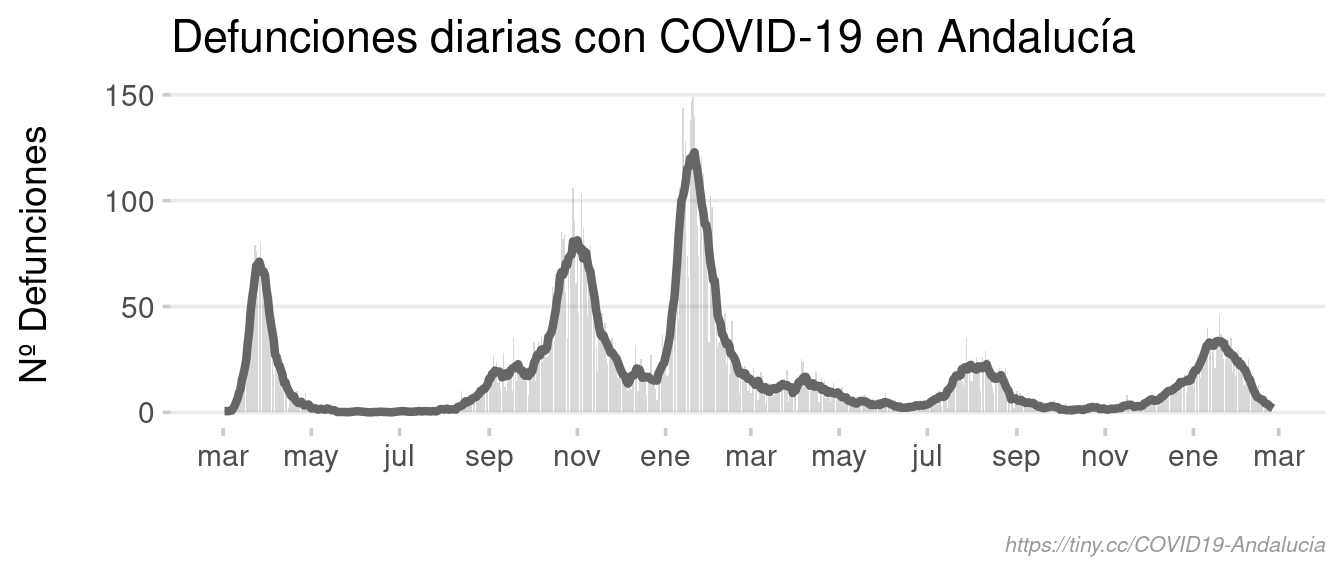 Defunciones diarias con COVID-19 en Andalucía
Nº Defunciones
150
100
50
0
mar may jul sep nov ene mar may jul sep nov ene mar
https://tiny.cc/COVID19-Andalucia